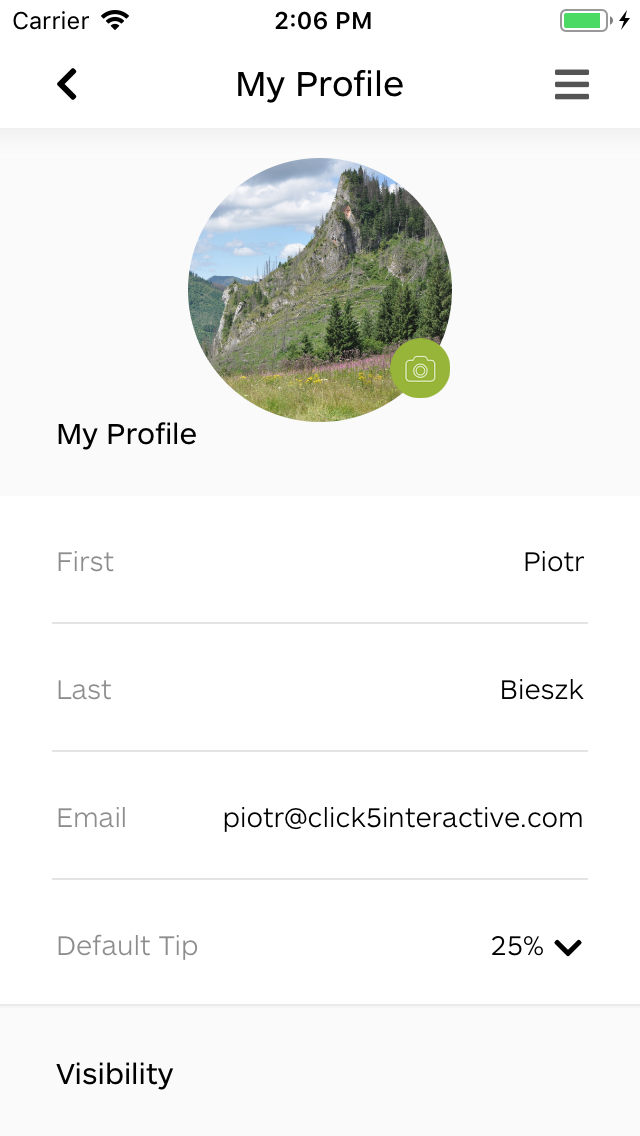 Carrier 2:06 PM
My Profile
My Profile
First Piotr
Last Bieszk
Email piotr@click5interactive.com
Default Tip 25%
Visibility